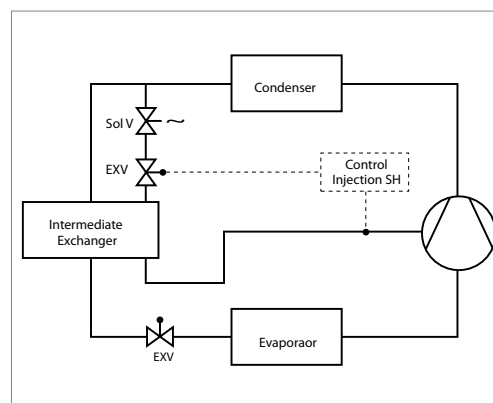 Condenser
Sol V
EXV
Control
Injection SH
Intermediate
Exchanger
Evaporaor
EXV